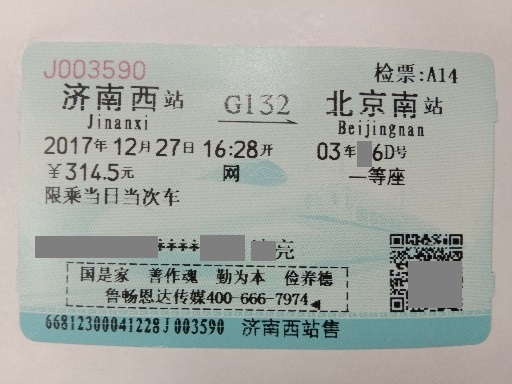 J003590 检票:A14
济南西站 G132 北京南站
Jinanxi Beijingnan
2017年12月27日16:28开 03车 6D号
￥314.5元 网 一等座
限乘当日当次车
**** 亮
国是家 善作魂 勤为本 俭养德
鲁畅恩达传媒400-666-7974
66812300041228J003590 济南西站售